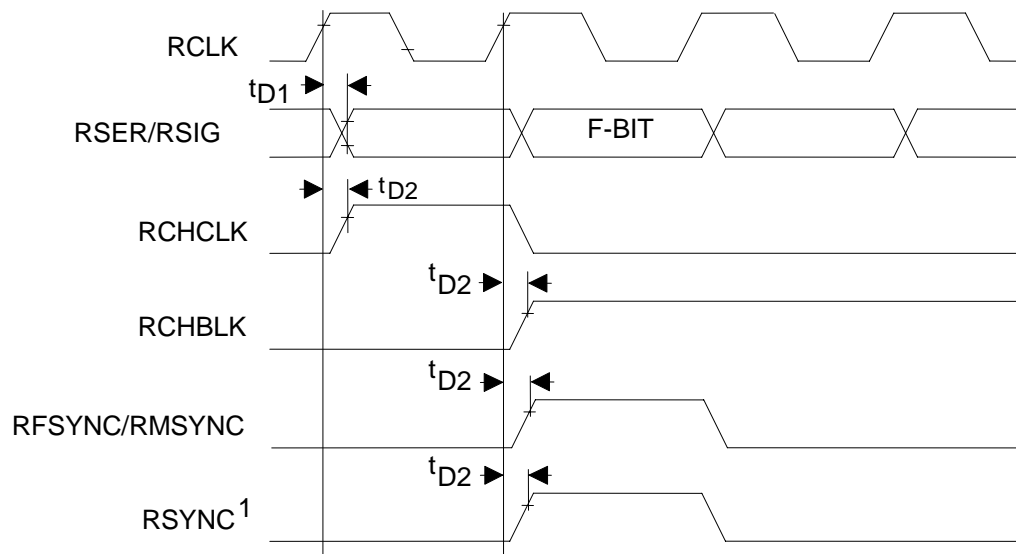 RCLK
tD1
RSER/RSIG
F-BIT
tD2
RCHCLK
tD2
RCHBLK
tD2
RFSYNC/RMSYNC
tD2
RSYNC1